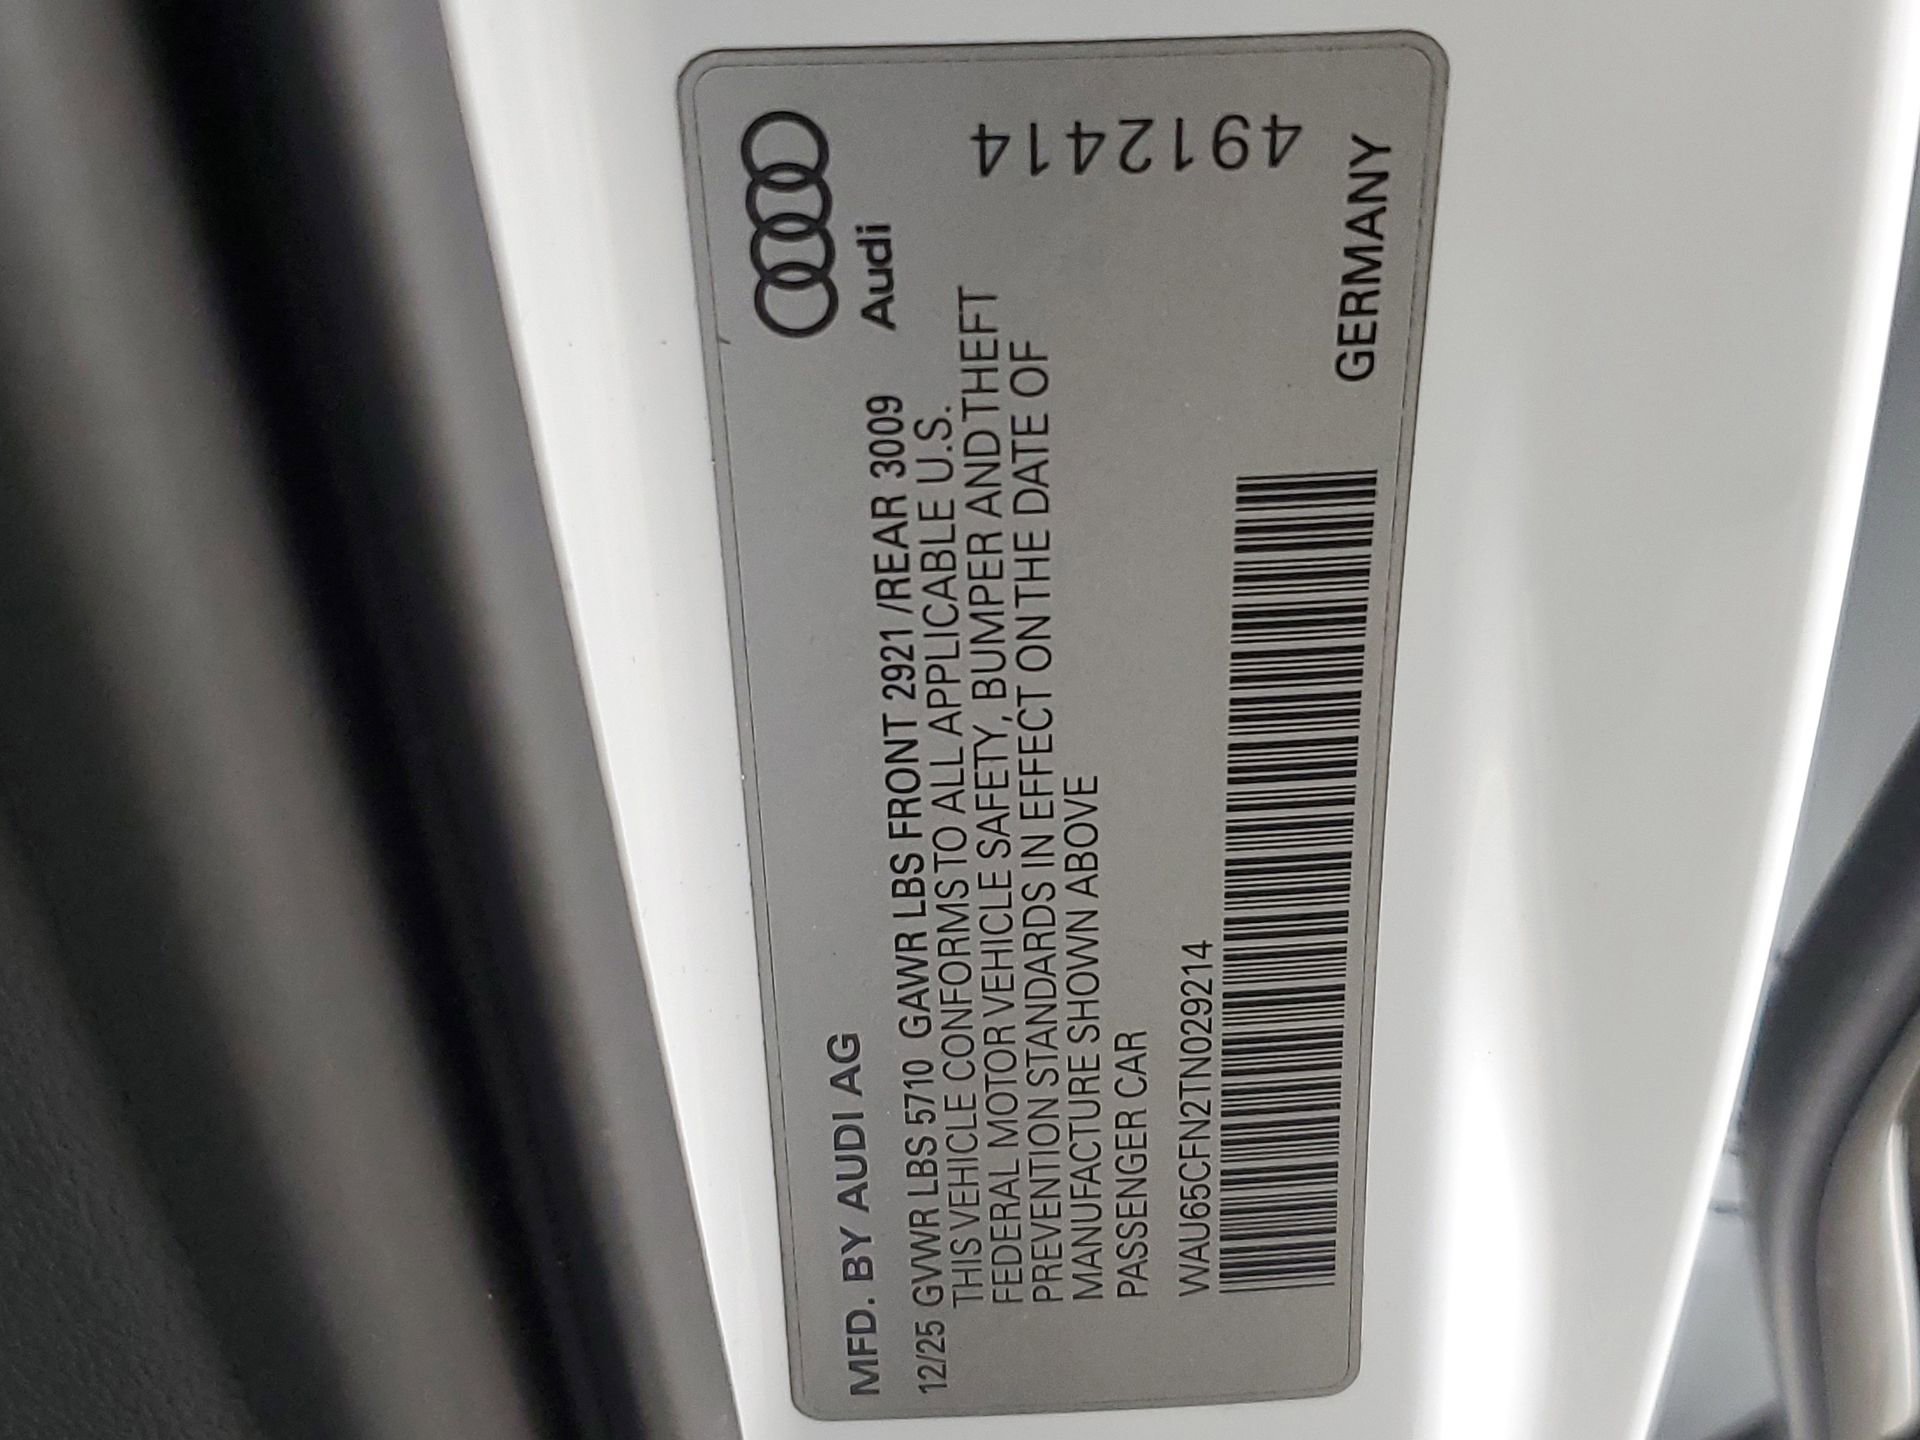 MFD. BY AUDI AG
Audi
12/25 GVWR LBS 5710 GAWR LBS FRONT 2921 /REAR 3009
THIS VEHICLE CONFORMS TO ALL APPLICABLE U.S.
FEDERAL MOTOR VEHICLE SAFETY, BUMPER AND THEFT
PREVENTION STANDARDS IN EFFECT ON THE DATE OF
MANUFACTURE SHOWN ABOVE
PASSENGER CAR
4912414
WAU65CFN2TN029214
GERMANY